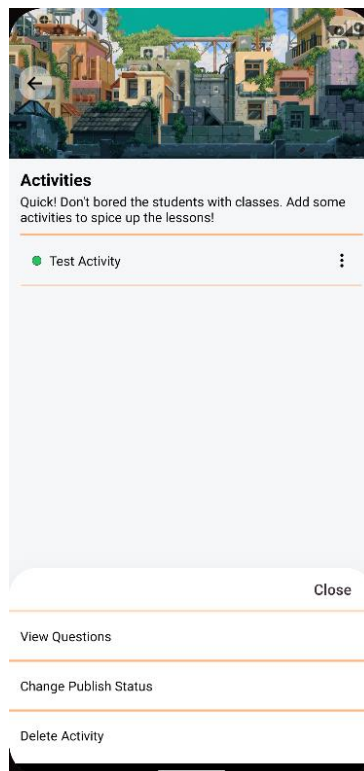 Activities
Quick! Don't bored the students with classes. Add some
activities to spice up the lessons!
Test Activity
Close
View Questions
Change Publish Status
Delete Activity